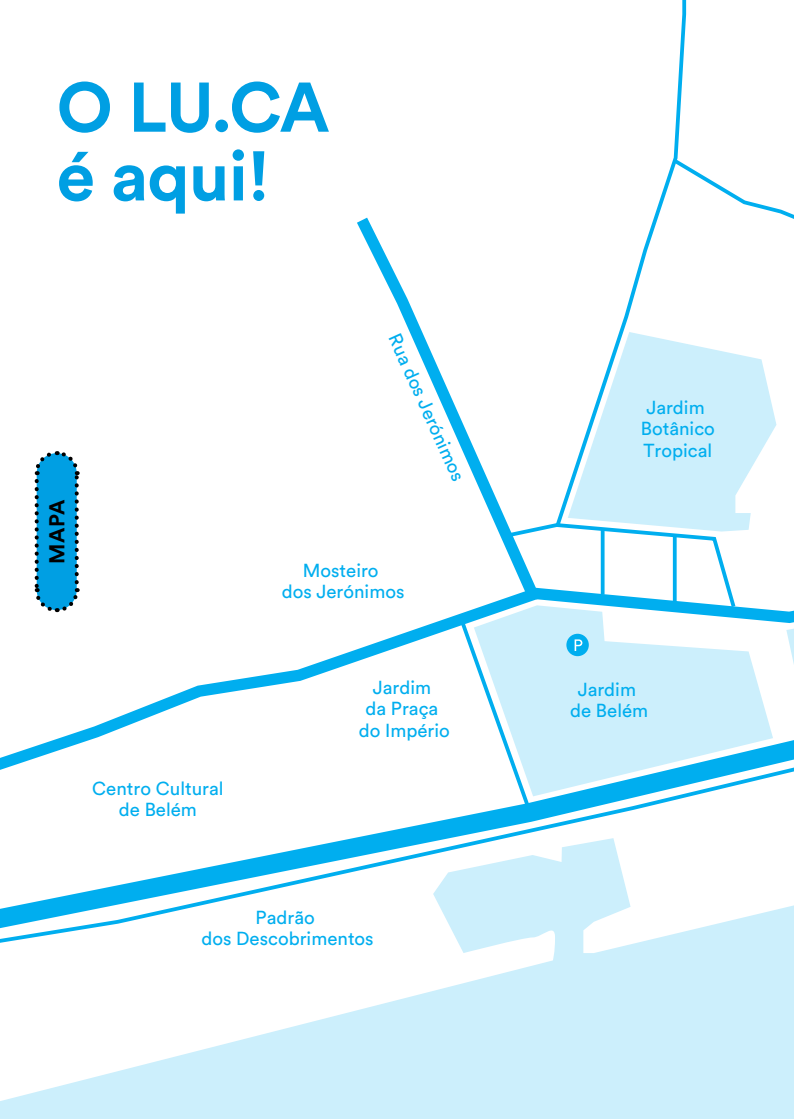 O LU.CA
é aqui!
Rua dos Jerónimos
Jardim
Botânico
Tropical
MAPA
Mosteiro
dos Jerónimos
P
Jardim
da Praça
do Império
Jardim
de Belém
Centro Cultural
de Belém
Padrão
dos Descobrimentos